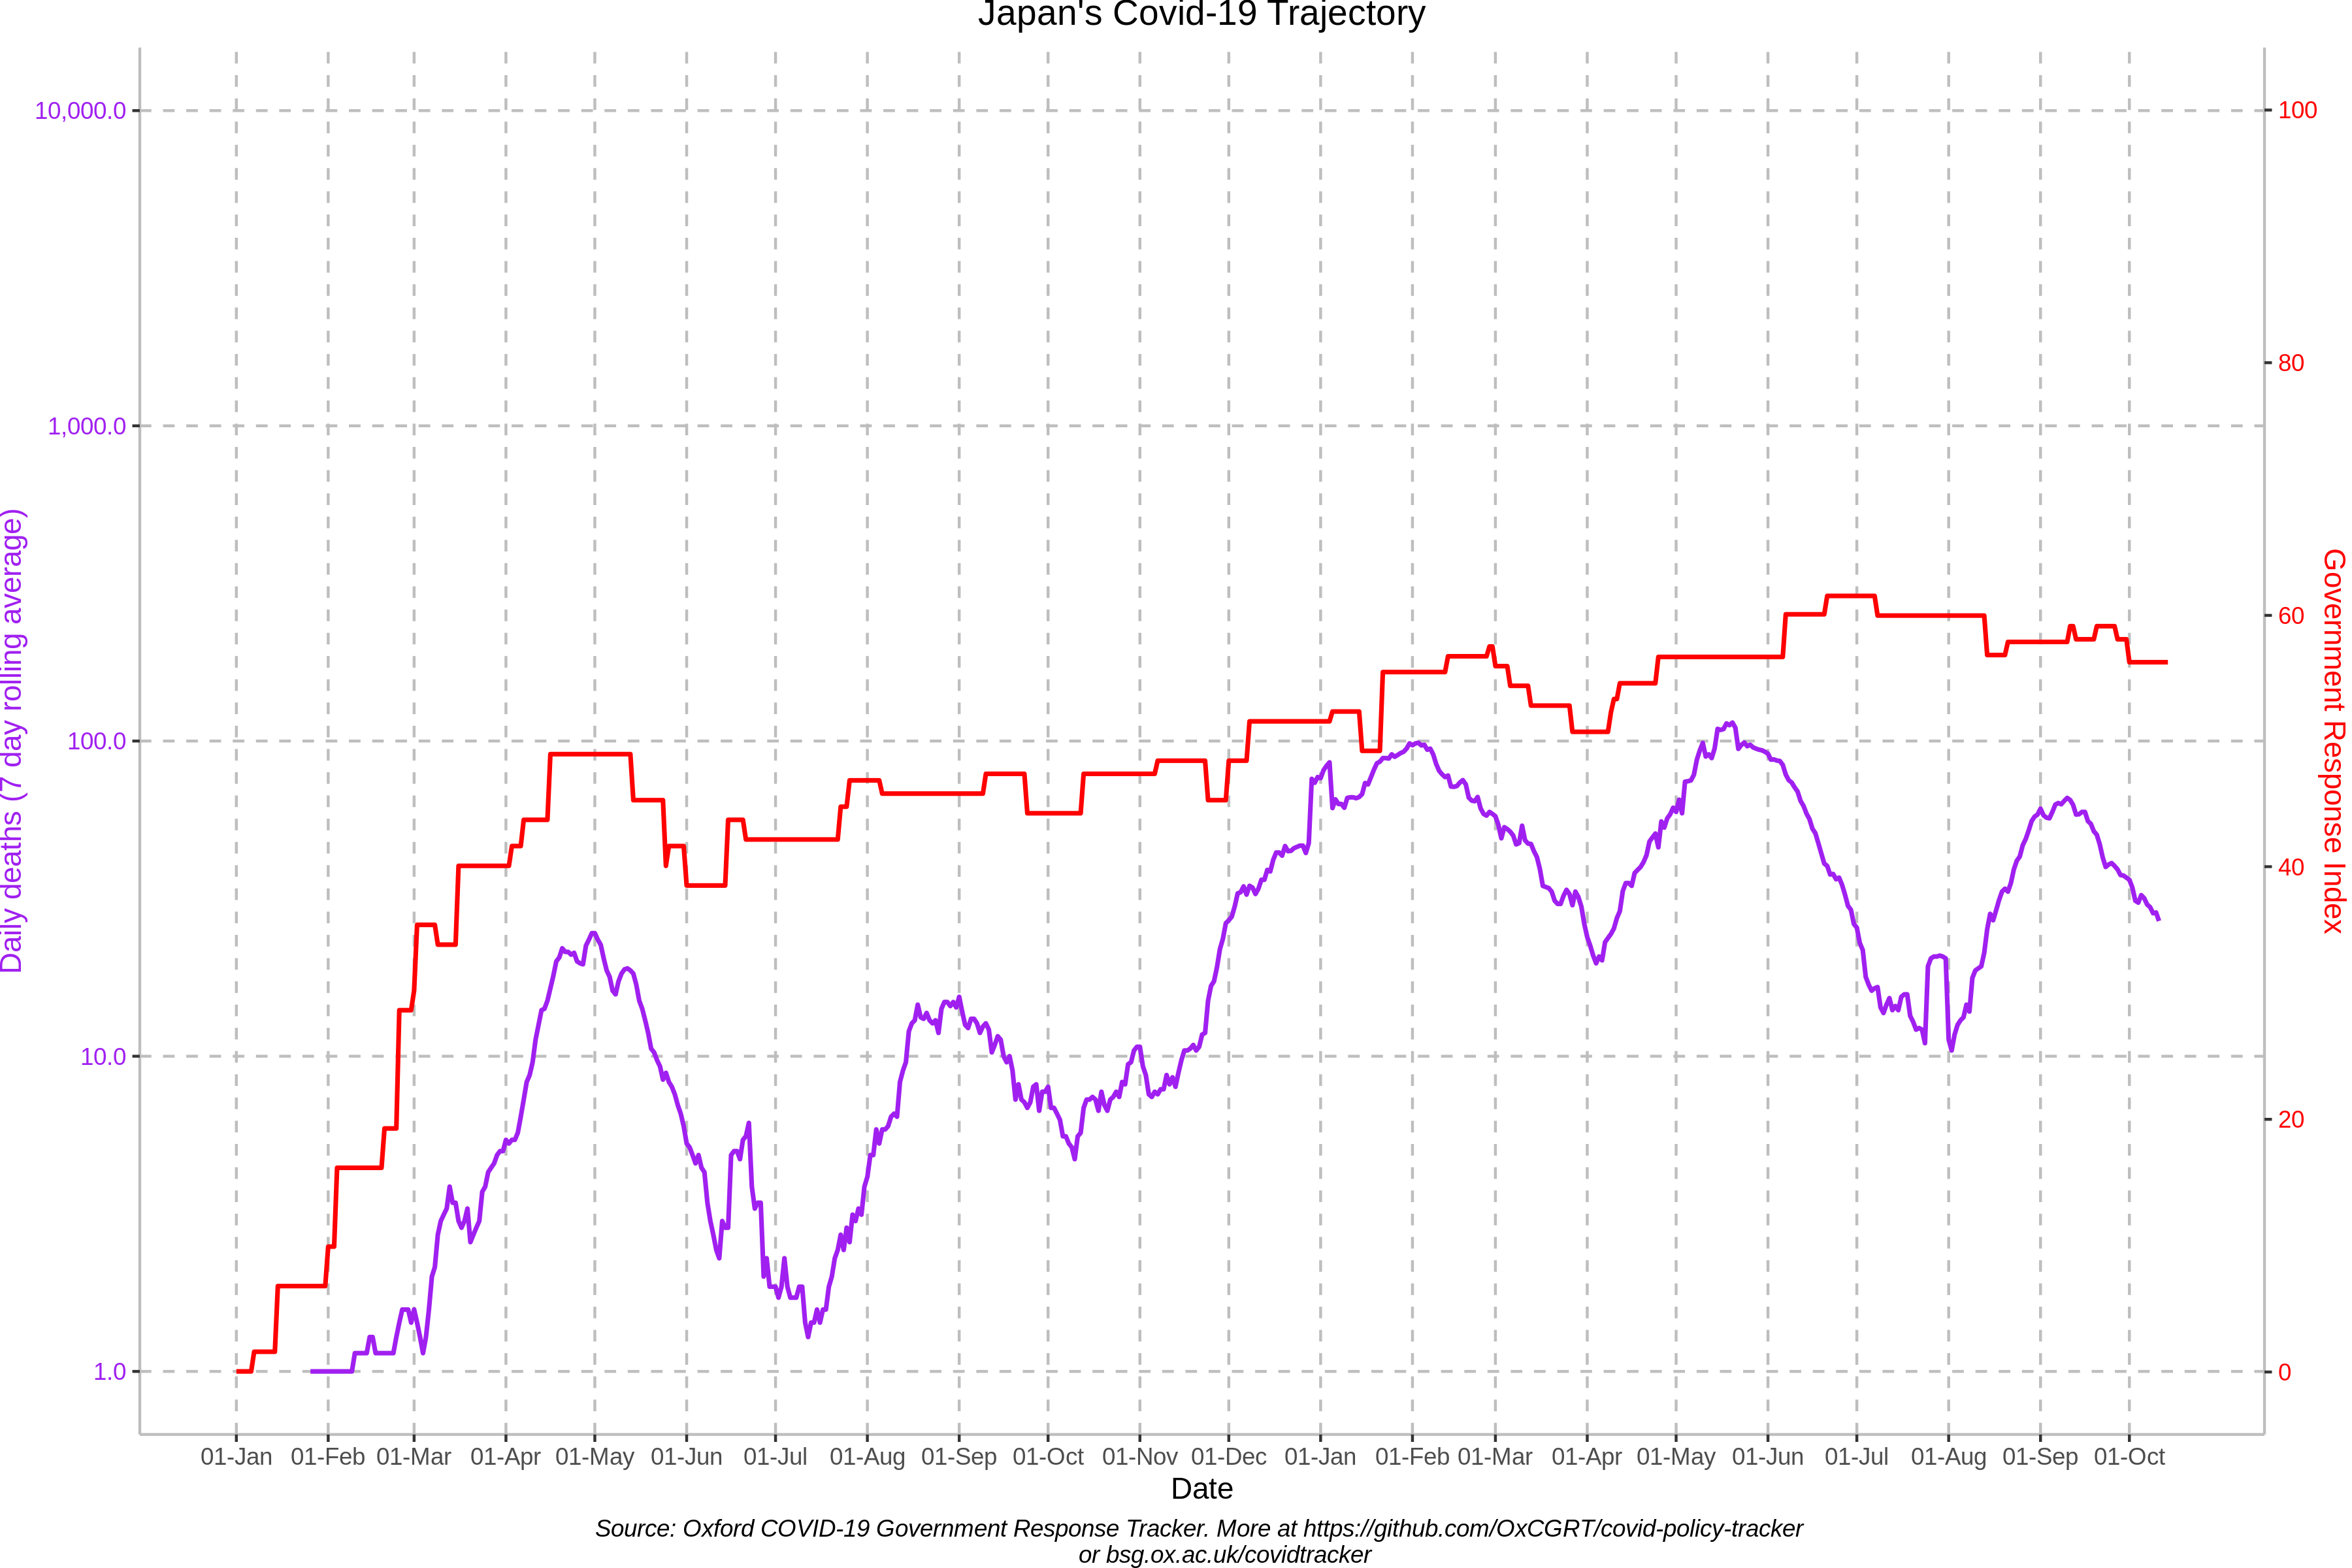 Japan's Covid-19 Trajectory
10,000.0
1,000.0
100.0
10.0
1.0
Daily deaths (7 day rolling average)
100
80
60
40
20
0
Government Response Index
01-Jan 01-Feb 01-Mar 01-Apr 01-May 01-Jun 01-Jul 01-Aug 01-Sep 01-Oct 01-Nov 01-Dec 01-Jan 01-Feb 01-Mar 01-Apr 01-May 01-Jun 01-Jul 01-Aug 01-Sep 01-Oct
Date
Source: Oxford COVID-19 Government Response Tracker. More at https://github.com/OxCGRT/covid-policy-tracker
or bsg.ox.ac.uk/covidtracker